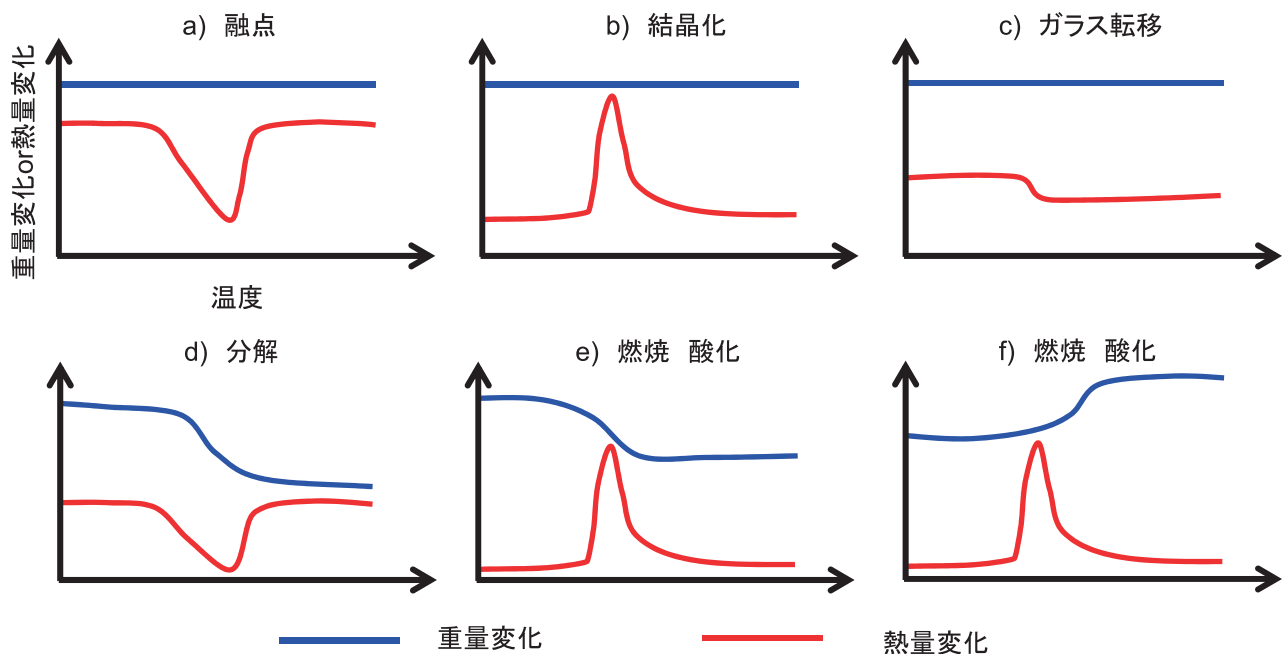 a) 融点
b) 結晶化
c) ガラス転移
重量変化or熱量変化
温度
d) 分解
e) 燃焼 酸化
f) 燃焼 酸化
重量変化
熱量変化